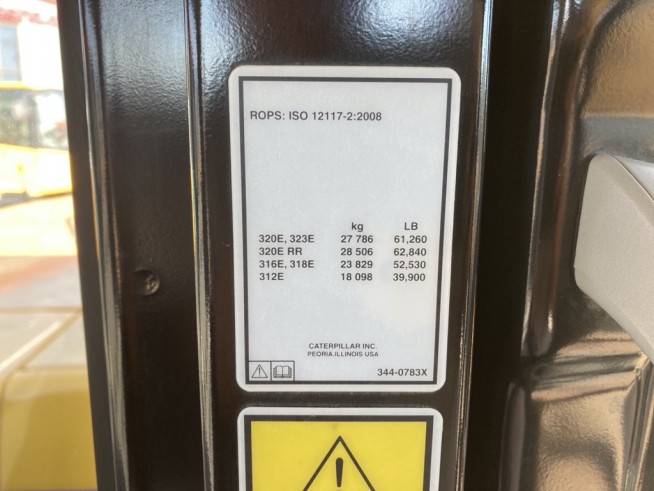 ROPS: ISO 12117-2:2008
kg LB
320E, 323E 27 786 61,260
320E RR 28 506 62,840
316E, 318E 23 829 52,530
312E 18 098 39,900
CATERPILLAR INC.
PEORIA.ILLINOIS USA
344-0783X